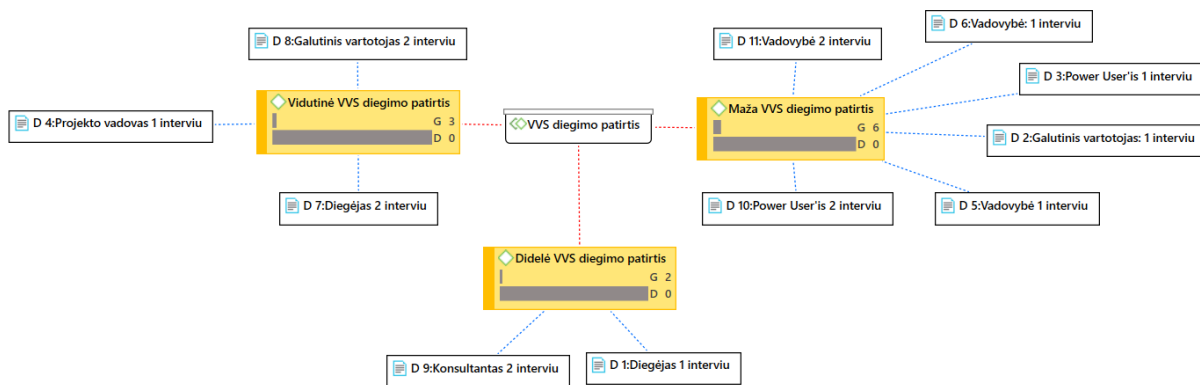 D 6:Vadovybė: 1 interviu
D 8:Galutinis vartotojas 2 interviu
D 11:Vadovybė 2 interviu
D 3:Power User'is 1 interviu
Vidutinė VVS diegimo patirtis
G 3
D 0
Maža VVS diegimo patirtis
G 6
D 0
D 4:Projekto vadovas 1 interviu
VVS diegimo patirtis
D 2:Galutinis vartotojas: 1 interviu
D 7:Diegėjas 2 interviu
D 10:Power User'is 2 interviu
D 5:Vadovybė 1 interviu
Didelė VVS diegimo patirtis
G 2
D 0
D 9:Konsultantas 2 interviu
D 1:Diegėjas 1 interviu